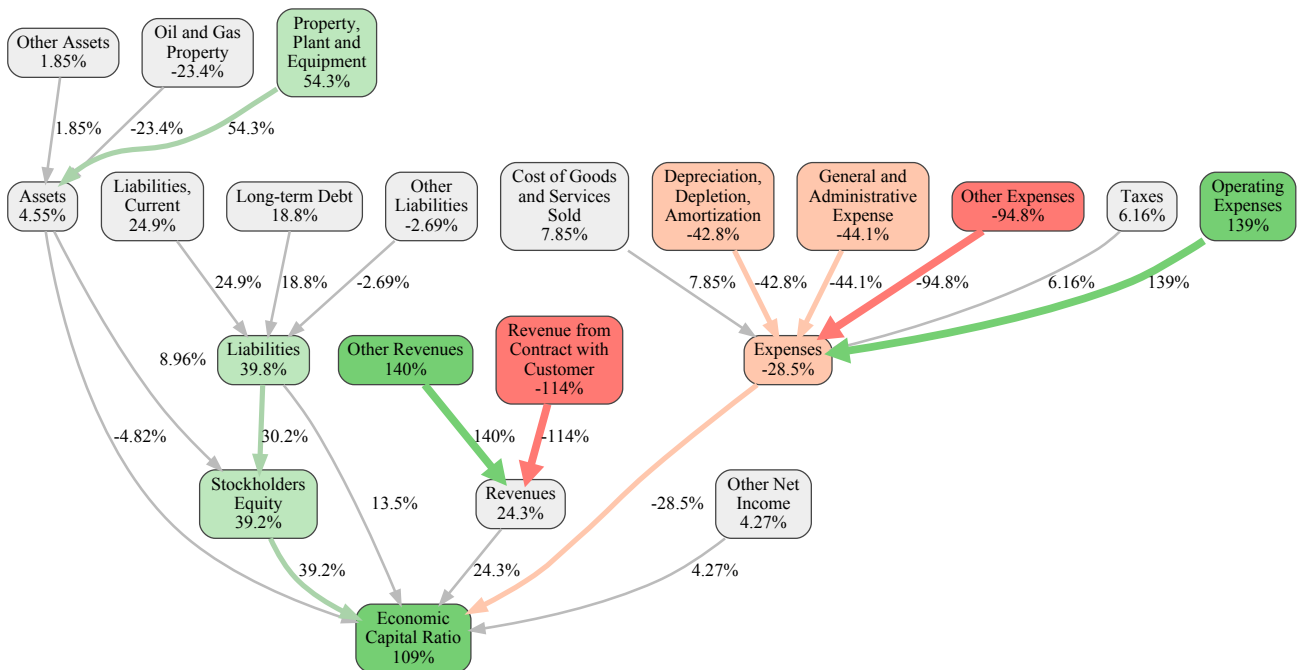 Other Assets
1.85%
Oil and Gas
Property
-23.4%
Property,
Plant and
Equipment
54.3%
1.85%
-23.4%
54.3%
Assets
4.55%
Liabilities,
Current
24.9%
Long-term Debt
18.8%
Other
Liabilities
-2.69%
Cost of Goods
and Services
Sold
7.85%
Depreciation,
Depletion,
Amortization
-42.8%
General and
Administrative
Expense
-44.1%
Other Expenses
-94.8%
Taxes
6.16%
Operating
Expenses
139%
24.9%
18.8%
-2.69%
7.85%
-42.8%
-44.1%
-94.8%
6.16%
139%
8.96%
Liabilities
39.8%
Other Revenues
140%
Revenue from
Contract with
Customer
-114%
Expenses
-28.5%
-4.82%
30.2%
140%
-114%
Stockholders
Equity
39.2%
13.5%
Revenues
24.3%
-28.5%
Other Net
Income
4.27%
39.2%
24.3%
4.27%
Economic
Capital Ratio
109%